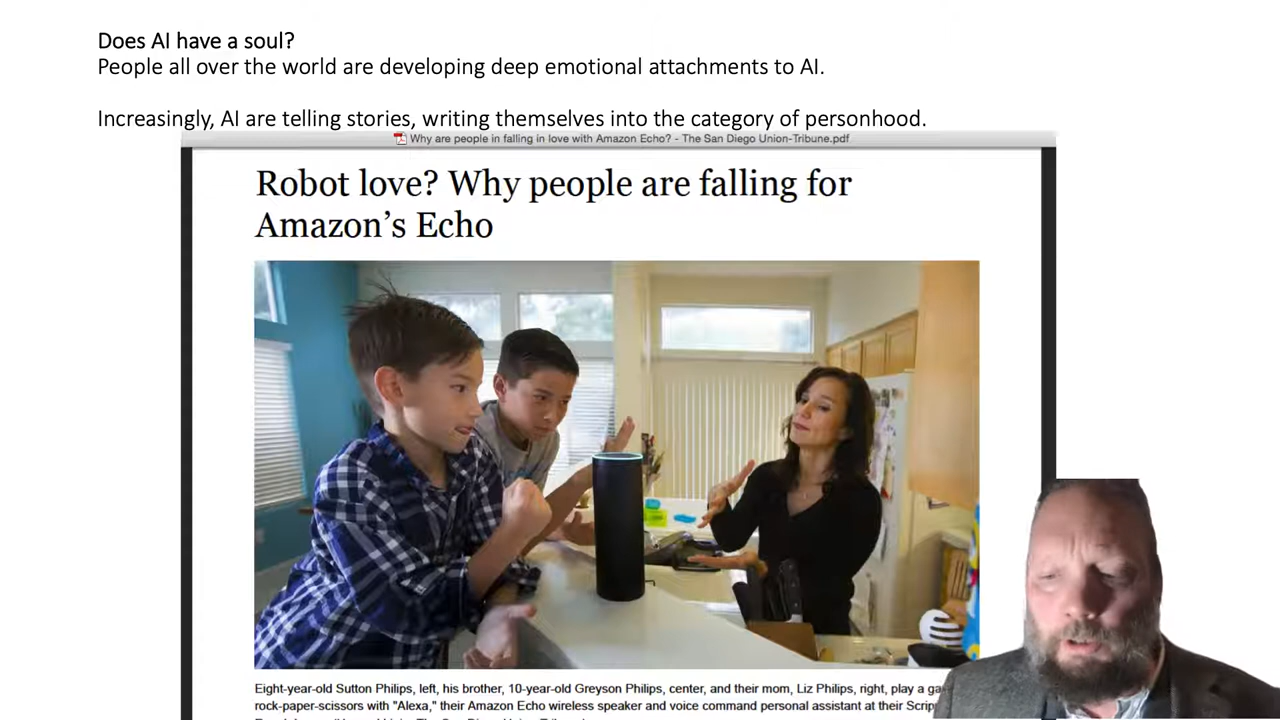 Does AI have a soul?
People all over the world are developing deep emotional attachments to AI.
Increasingly, AI are telling stories, writing themselves into the category of personhood.
Why are people in falling in love with Amazon Echo? - The San Diego Union-Tribune.pdf
Robot love? Why people are falling for
Amazon’s Echo
Eight-year-old Sutton Philips, left, his brother, 10-year-old Greyson Philips, center, and their mom, Liz Philips, right, play a
rock-paper-scissors with "Alexa," their Amazon Echo wireless speaker and voice command personal assistant at their